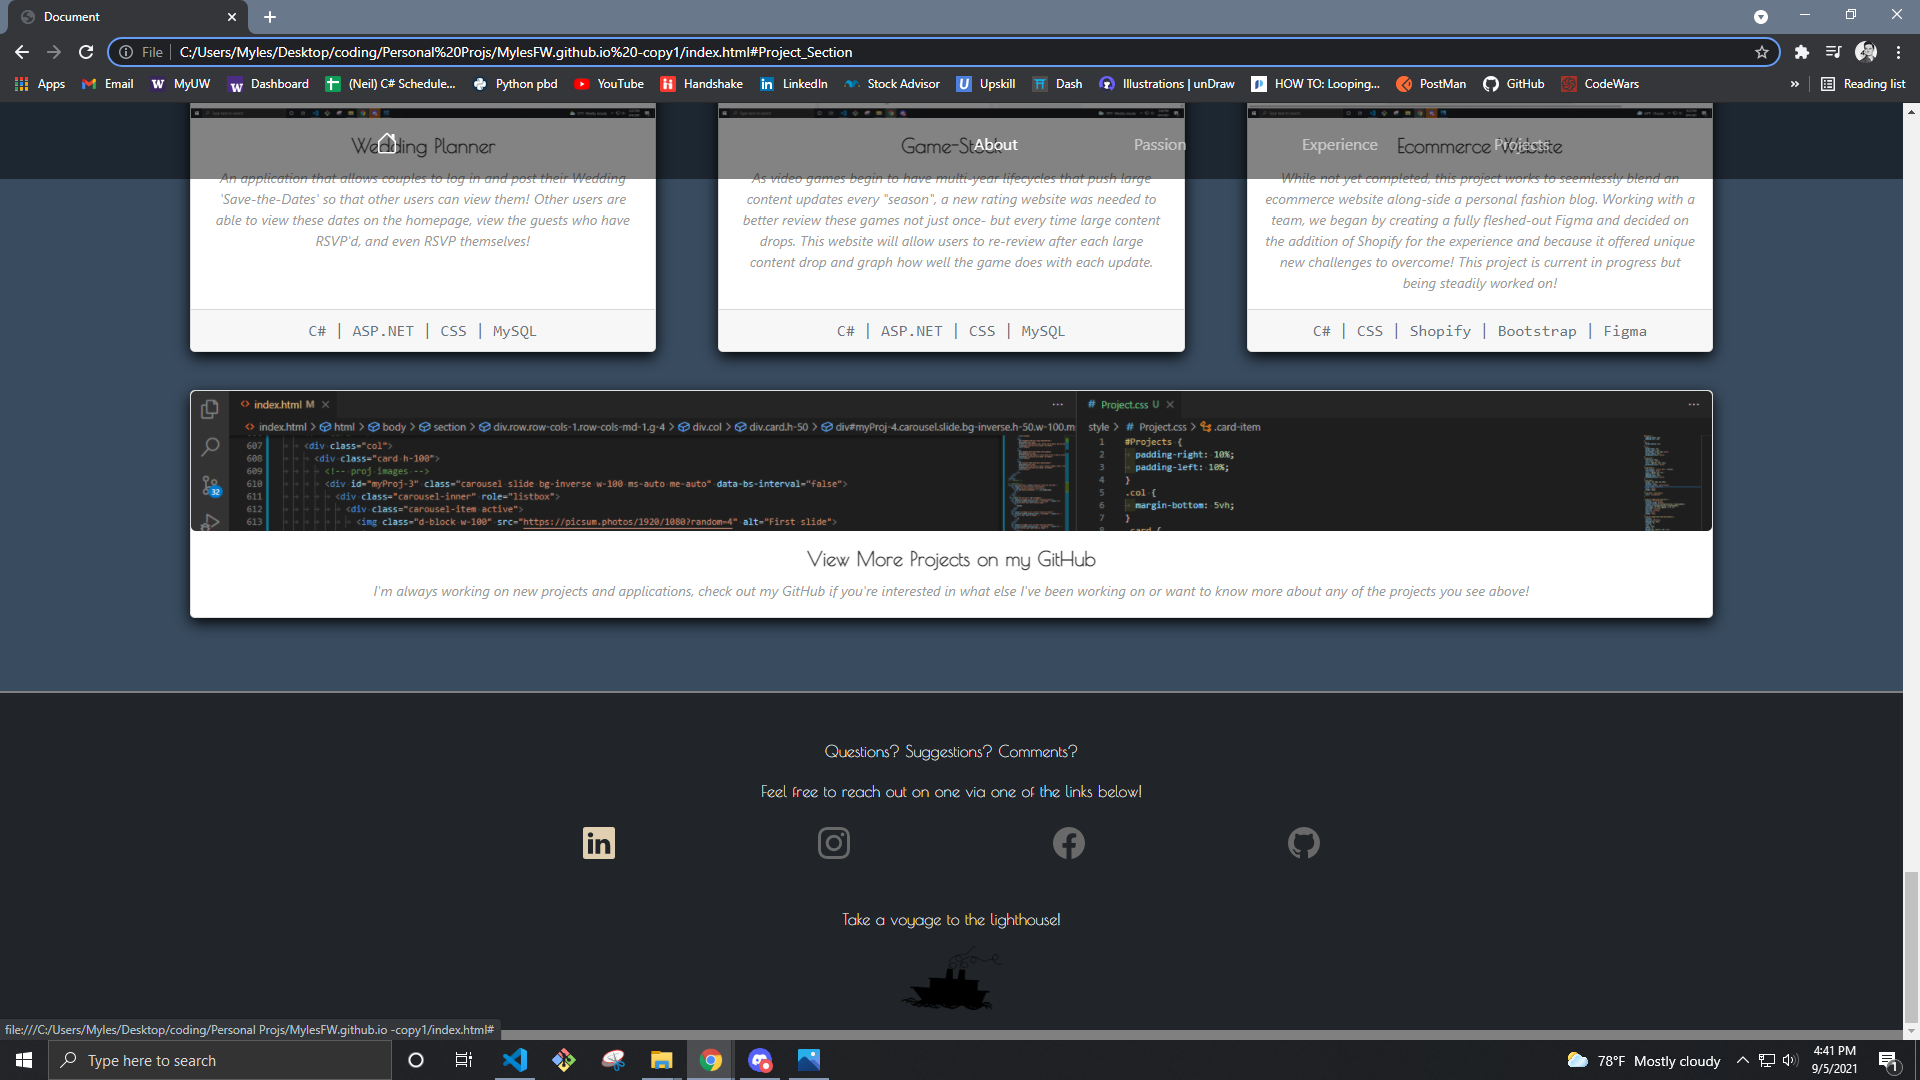 Document
File
C:/Users/Myles/Desktop/coding/Personal%20Projs/MylesFW.github.io%20-copy1/index.html#Project_Section
Apps Email MyUW Dashboard (Neil) C# Schedule... Python pbd YouTube Handshake LinkedIn Stock Advisor Upskill Dash Illustrations | unDraw HOW TO: Looping... PostMan GitHub CodeWars » Reading list
About Passion Experience Projects
Wedding Planner
An application that allows couples to log in and post their Wedding
'Save-the-Dates' so that other users can view them! Other users are
able to view these dates on the homepage, view the guests who have
RSVP'd, and even RSVP themselves!
C# | ASP.NET | CSS | MySQL
Game-Stock
As video games begin to have multi-year lifecycles that push large
content updates every "season", a new rating website was needed to
better review these games not just once- but every time large content
drops. This website will allow users to re-review after each large
content drop and graph how well the game does with each update.
C# | ASP.NET | CSS | MySQL
Ecommerce Website
While not yet completed, this project works to seemlessly blend an
ecommerce website along-side a personal fashion blog. Working with a
team, we began by creating a fully fleshed-out Figma and decided on
the addition of Shopify for the experience and because it offered unique
new challenges to overcome! This project is current in progress but
being steadily worked on!
C# | CSS | Shopify | Bootstrap | Figma
index.html M
index.html > html > body > section > div.row.row-cols-1.row-cols-md-1.g-4 > div.col > div.card.h-50 > div#myProj-4.carousel.slide.bg-inverse.h-50.w-100.m
607 <div class="col">
608 <div class="card h-100">
609 <!-- proj images -->
610 <div id="myProj-3" class="carousel slide bg-inverse w-100 ms-auto me-auto" data-bs-interval="false">
611 <div class="carousel-inner" role="listbox">
612 <div class="carousel-item active">
613 <img class="d-block w-100" src="https://picsum.photos/1920/1080?random=4" alt="First slide">
32
Project.css U
style > # Project.css > .card-item
1 #Projects {
2 padding-right: 10%;
3 padding-left: 10%;
4 }
5 .col {
6 margin-bottom: 5vh;
7 }
View More Projects on my GitHub
I'm always working on new projects and applications, check out my GitHub if you're interested in what else I've been working on or want to know more about any of the projects you see above!
Questions? Suggestions? Comments?
Feel free to reach out on one via one of the links below!
in
Take a voyage to the lighthouse!
file:///C:/Users/Myles/Desktop/coding/Personal Projs/MylesFW.github.io -copy1/index.html#
Type here to search
78°F Mostly cloudy
4:41 PM
9/5/2021
1